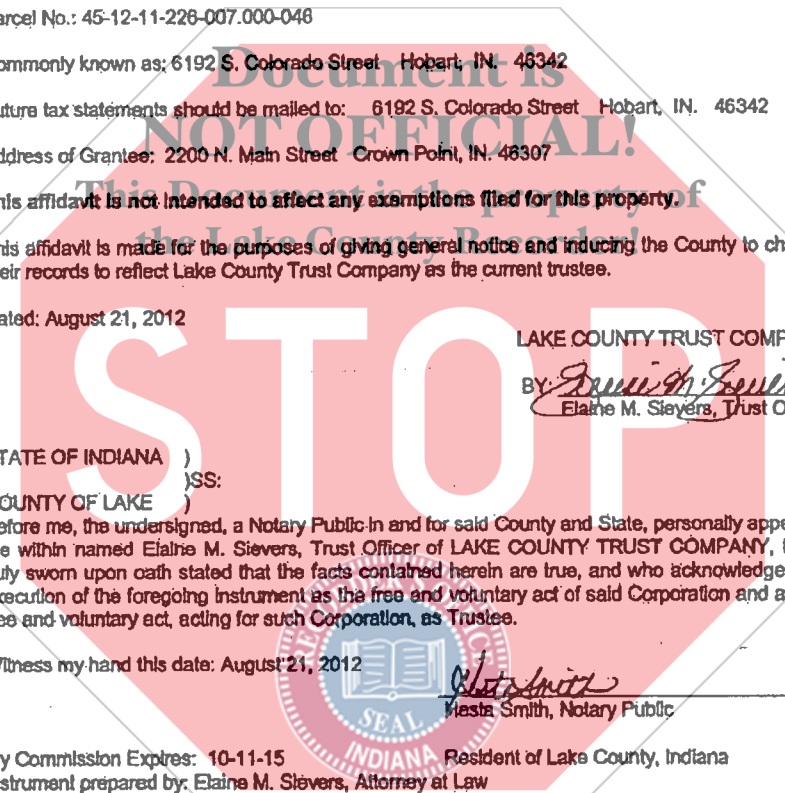 arcel No.: 45-12-11-226-007.000-046
ommonly known as: 6192 S. Colorado Street Hobart, IN. 46342
Document is
uture tax statements should be mailed to: 6192 S. Colorado Street Hobart, IN. 46342
NOT OFFICIAL!
ddress of Grantee: 2200 N. Main Street Crown Point, IN. 46307
This Document is the property of
his affidavit is not intended to affect any exemptions filed for this property.
the Lake County Recorder!
his affidavit is made for the purposes of giving general notice and inducing the County to ch
eir records to reflect Lake County Trust Company as the current trustee.
ated: August 21, 2012
STOP
LAKE COUNTY TRUST COMP
BY:
Elaine M. Sievers, Trust O
TATE OF INDIANA )
)SS:
OUNTY OF LAKE )
efore me, the undersigned, a Notary Public in and for said County and State, personally appe
e within named Elaine M. Sievers, Trust Officer of LAKE COUNTY TRUST COMPANY,
uly sworn upon oath stated that the facts contained herein are true, and who acknowledge
xecution of the foregoing instrument as the free and voluntary act of said Corporation and a
ee and voluntary act, acting for such Corporation, as Trustee.
itness my hand this date: August 21, 2012
Hesta Smith
Hesta Smith, Notary Public
RECORDER'S OFFICE
SEAL
INDIANA
y Commission Expires: 10-11-15 Resident of Lake County, Indiana
strument prepared by: Elaine M. Sievers, Attorney at Law